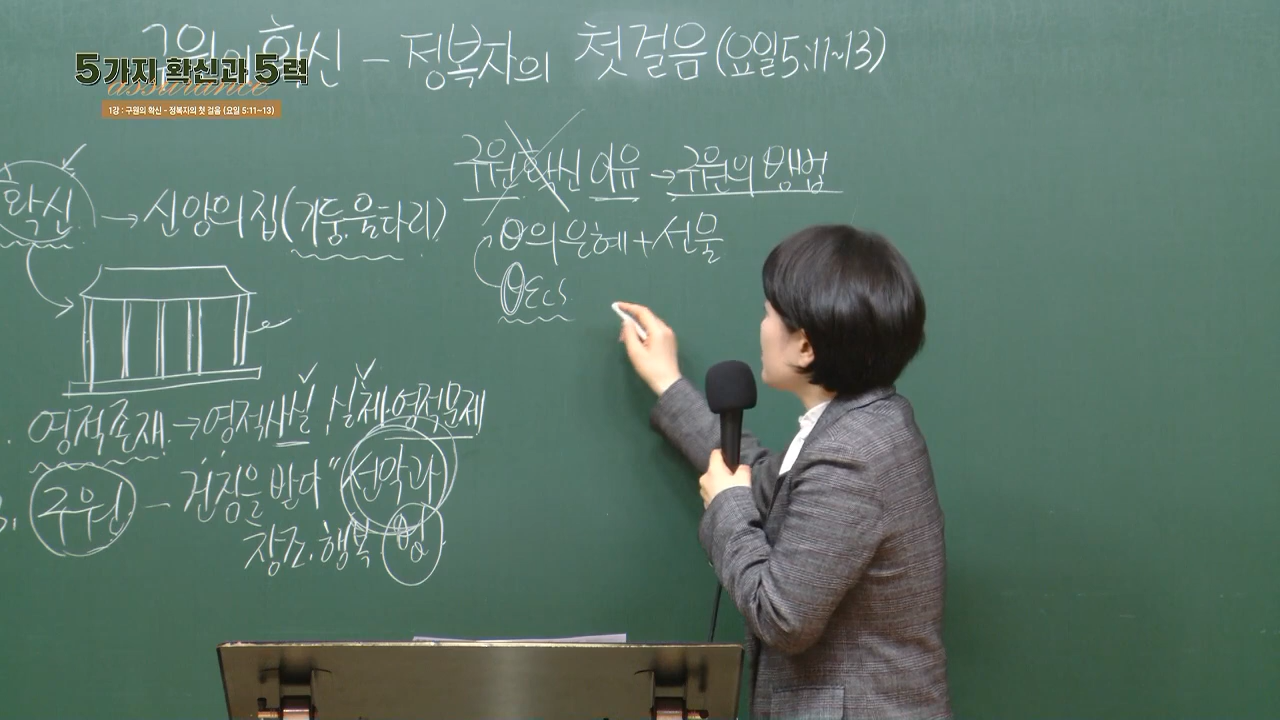 구원의 확신 - 정복자의 첫걸음 (요일 5:11~13)
5가지 확신과 5력
assurance
1강 : 구원의 확신 - 정복자의 첫 걸음 (요일 5:11~13)
확신 → 신앙의 집 (기둥.울타리)
영적존재 → 영적사실, 실체, 영적문제
3. 구원 - 건짐을 받다 "선악과
창조.행복
구원 확신 이유 → 구원의 방법
의 은혜 + 선물